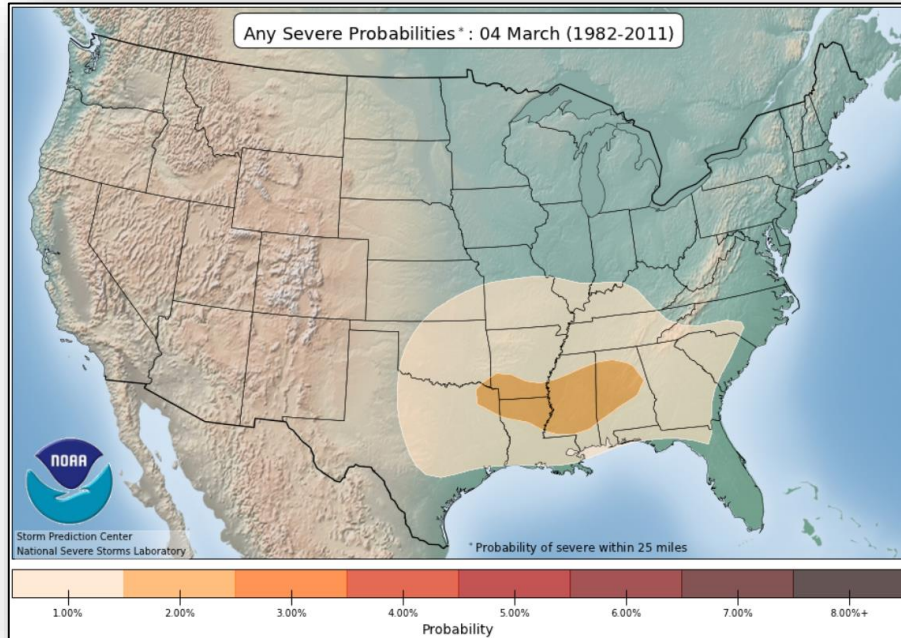 Any Severe Probabilities*: 04 March (1982-2011)
NOAA
Storm Prediction Center
National Severe Storms Laboratory
*Probability of severe within 25 miles
1.00% 2.00% 3.00% 4.00% 5.00% 6.00% 7.00% 8.00%+
Probability